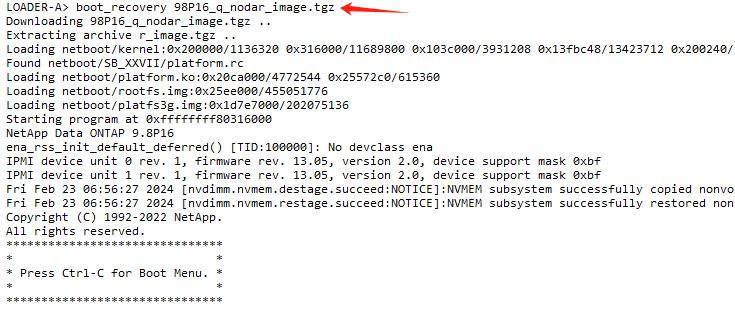 LOADER-A> boot_recovery 98P16_q_nodar_image.tgz
Downloading 98P16_q_nodar_image.tgz ..
Extracting archive r_image.tgz ..
Loading netboot/kernel:0x200000/1136320 0x316000/11689800 0x103c000/3931208 0x13fbc48/13423712 0x200240/
Found netboot/SB_XXVII/platform.rc
Loading netboot/platform.ko:0x20ca000/4772544 0x25572c0/615360
Loading netboot/rootfs.img:0x25ee000/455051776
Loading netboot/platfs3g.img:0x1d7e7000/202075136
Starting program at 0xffffffff80316000
NetApp Data ONTAP 9.8P16
ena_rss_init_default_deferred() [TID:100000]: No devclass ena
IPMI device unit 0 rev. 1, firmware rev. 13.05, version 2.0, device support mask 0xbf
IPMI device unit 1 rev. 1, firmware rev. 13.05, version 2.0, device support mask 0xbf
Fri Feb 23 06:56:27 2024 [nvdimm.nvmem.destage.succeed:NOTICE]:NVMEM subsystem successfully copied nonvo
Fri Feb 23 06:56:27 2024 [nvdimm.nvmem.restage.succeed:NOTICE]:NVMEM subsystem successfully restored non
Copyright (C) 1992-2022 NetApp.
All rights reserved.
*******************************
*                             *
* Press Ctrl-C for Boot Menu. *
*                             *
*******************************